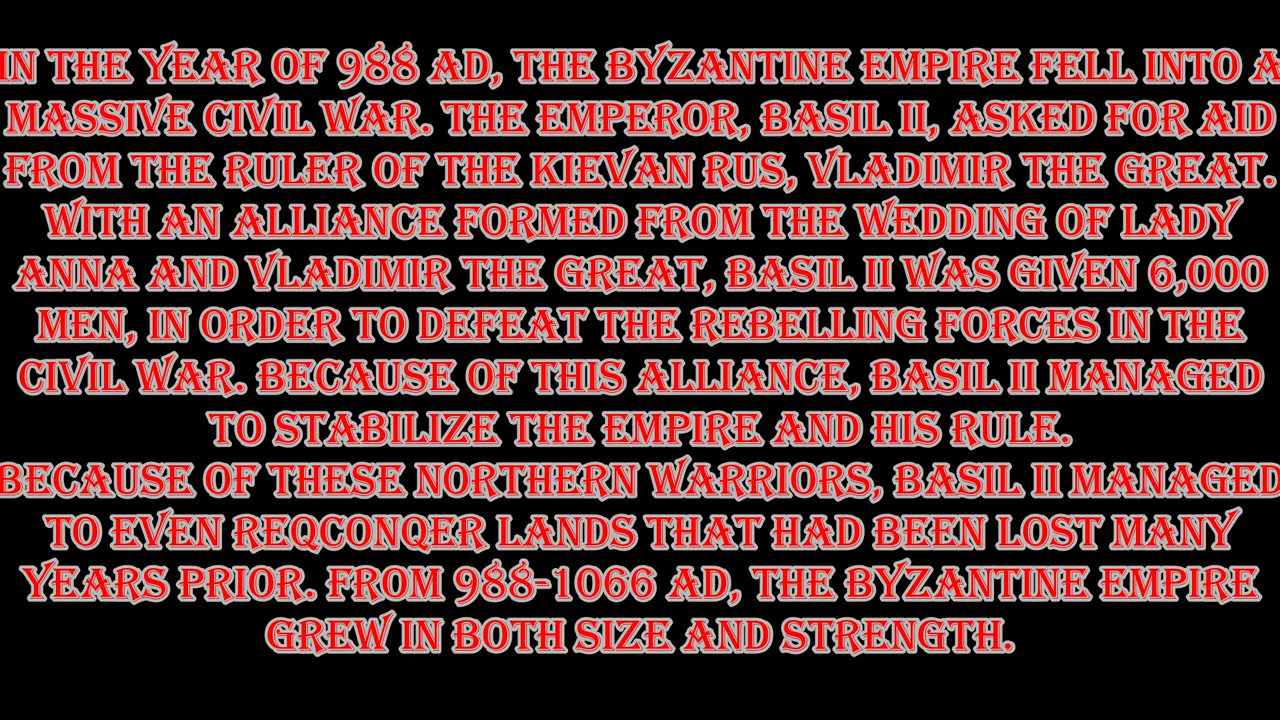 IN THE YEAR OF 988 AD, THE BYZANTINE EMPIRE FELL INTO A
MASSIVE CIVIL WAR. THE EMPEROR, BASIL II, ASKED FOR AID
FROM THE RULER OF THE KIEVAN RUS, VLADIMIR THE GREAT.
WITH AN ALLIANCE FORMED FROM THE WEDDING OF LADY
ANNA AND VLADIMIR THE GREAT, BASIL II WAS GIVEN 6,000
MEN, IN ORDER TO DEFEAT THE REBELLING FORCES IN THE
CIVIL WAR. BECAUSE OF THIS ALLIANCE, BASIL II MANAGED
TO STABILIZE THE EMPIRE AND HIS RULE.
BECAUSE OF THESE NORTHERN WARRIORS, BASIL II MANAGED
TO EVEN REQCONQER LANDS THAT HAD BEEN LOST MANY
YEARS PRIOR. FROM 988-1066 AD, THE BYZANTINE EMPIRE
GREW IN BOTH SIZE AND STRENGTH.